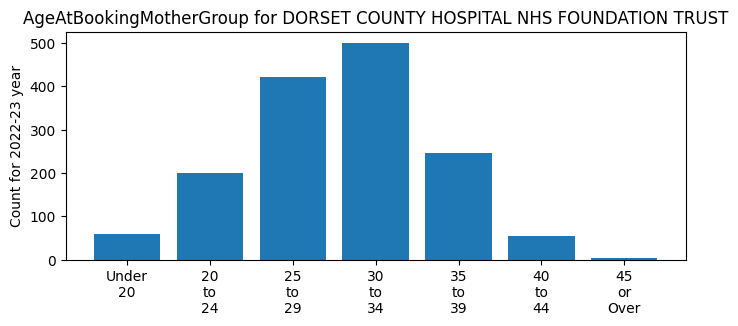 AgeAtBookingMotherGroup for DORSET COUNTY HOSPITAL NHS FOUNDATION TRUST
Count for 2022-23 year
500
400
300
200
100
0
Under
20
20
to
24
25
to
29
30
to
34
35
to
39
40
to
44
45
or
Over